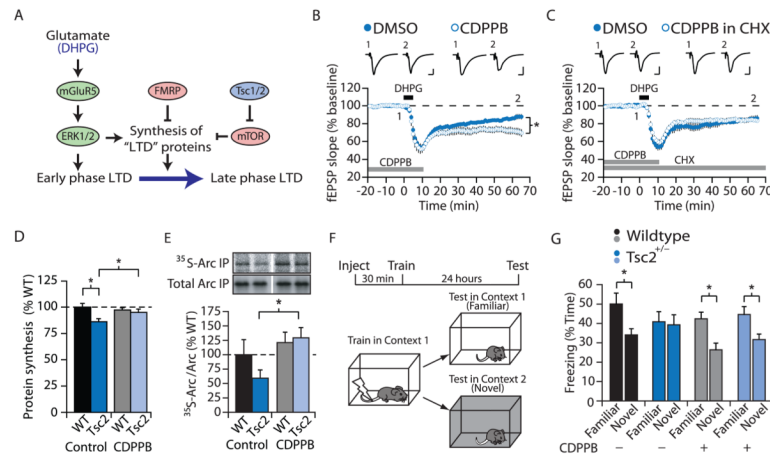 A
Glutamate
(DHPG)
mGluR5
FMRP
Tsc1/2
ERK1/2
Synthesis of
"LTD" proteins
mTOR
Early phase LTD
Late phase LTD
B
DMSO CDPPB
1 2 1 2
fEPSP slope (% baseline)
120
100
80
60
40
20
DHPG
1
2
*
CDPPB
-20 -10 0 10 20 30 40 50 60 70
Time (min)
C
DMSO CDPPB in CHX
1 2 1 2
fEPSP slope (% baseline)
120
100
80
60
40
20
DHPG
1
2
CDPPB
CHX
-20 -10 0 10 20 30 40 50 60 70
Time (min)
D
Protein synthesis (% WT)
125
100
75
50
25
0
*
*
WT Tsc2 WT Tsc2
Control CDPPB
E
35S-Arc IP
Total Arc IP
35S-Arc/Arc (% WT)
150
125
100
75
50
25
0
*
WT Tsc2 WT Tsc2
Control CDPPB
F
Inject Train Test
30 min 24 hours
Train in Context 1
Test in Context 1
(Familiar)
Test in Context 2
(Novel)
G
Wildtype
Tsc2+/−
Freezing (% Time)
60
50
40
30
20
10
0
* * *
Familiar Novel Familiar Novel Familiar Novel Familiar Novel
CDPPB − − + +